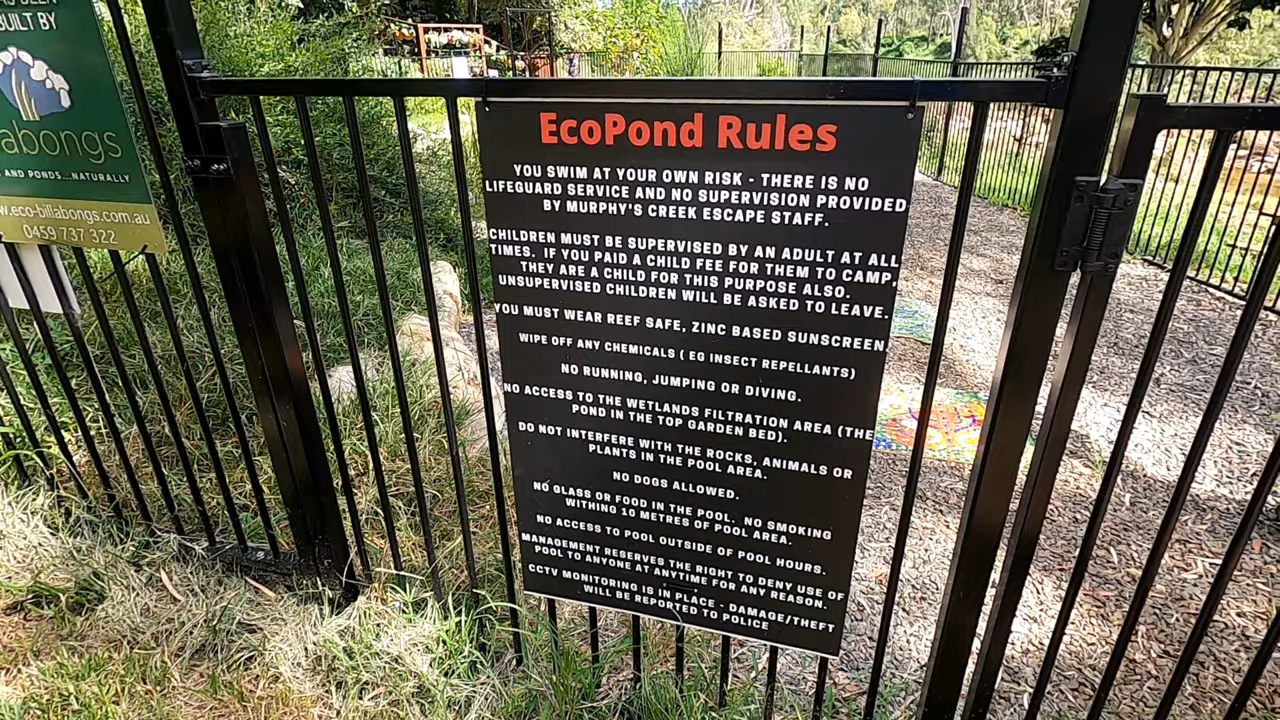 BUILT BY
abongs
AND PONDS...NATURALLY
w.eco-billabongs.com.au
0459 737 322
EcoPond Rules
YOU SWIM AT YOUR OWN RISK - THERE IS NO
LIFEGUARD SERVICE AND NO SUPERVISION PROVIDED
BY MURPHY'S CREEK ESCAPE STAFF.
CHILDREN MUST BE SUPERVISED BY AN ADULT AT ALL
TIMES. IF YOU PAID A CHILD FEE FOR THEM TO CAMP,
THEY ARE A CHILD FOR THIS PURPOSE ALSO.
UNSUPERVISED CHILDREN WILL BE ASKED TO LEAVE.
YOU MUST WEAR REEF SAFE, ZINC BASED SUNSCREEN
WIPE OFF ANY CHEMICALS ( EG INSECT REPELLANTS)
NO RUNNING, JUMPING OR DIVING.
NO ACCESS TO THE WETLANDS FILTRATION AREA (THE
POND IN THE TOP GARDEN BED).
DO NOT INTERFERE WITH THE ROCKS, ANIMALS OR
PLANTS IN THE POOL AREA.
NO DOGS ALLOWED.
NO GLASS OR FOOD IN THE POOL. NO SMOKING
WITHING 10 METRES OF POOL AREA.
NO ACCESS TO POOL OUTSIDE OF POOL HOURS.
MANAGEMENT RESERVES THE RIGHT TO DENY USE OF
POOL TO ANYONE AT ANYTIME FOR ANY REASON.
CCTV MONITORING IS IN PLACE - DAMAGE/THEFT
WILL BE REPORTED TO POLICE